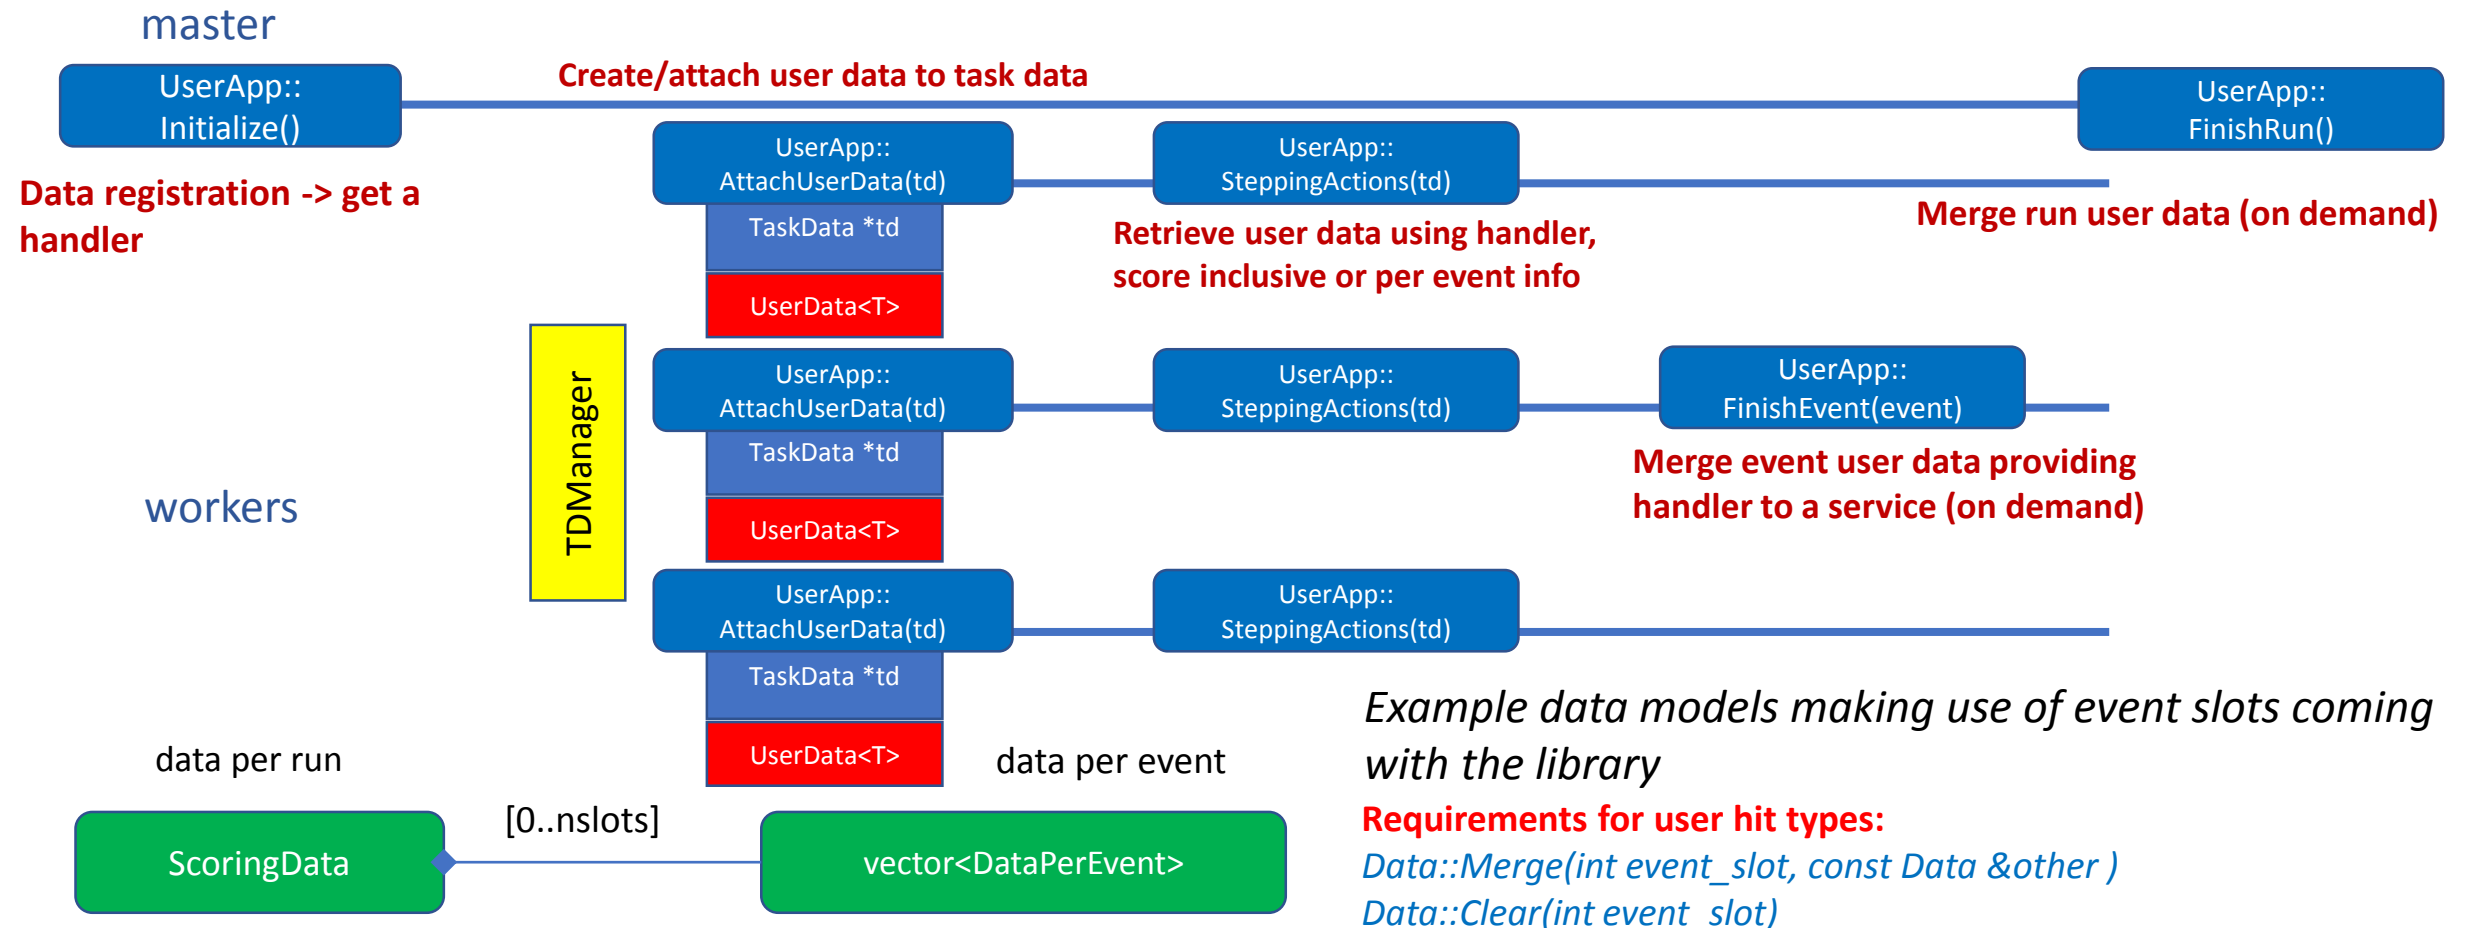 master
UserApp::
Initialize()
Create/attach user data to task data
UserApp::
FinishRun()
Data registration -> get a
handler
UserApp::
AttachUserData(td)
UserApp::
SteppingActions(td)
TaskData *td
UserData<T>
Retrieve user data using handler,
score inclusive or per event info
Merge run user data (on demand)
TDManager
workers
UserApp::
AttachUserData(td)
UserApp::
SteppingActions(td)
UserApp::
FinishEvent(event)
TaskData *td
UserData<T>
Merge event user data providing
handler to a service (on demand)
UserApp::
AttachUserData(td)
UserApp::
SteppingActions(td)
TaskData *td
UserData<T>
data per run
data per event
[0..nslots]
ScoringData
vector<DataPerEvent>
Example data models making use of event slots coming
with the library
Requirements for user hit types:
Data::Merge(int event_slot, const Data &other )
Data::Clear(int event_slot)